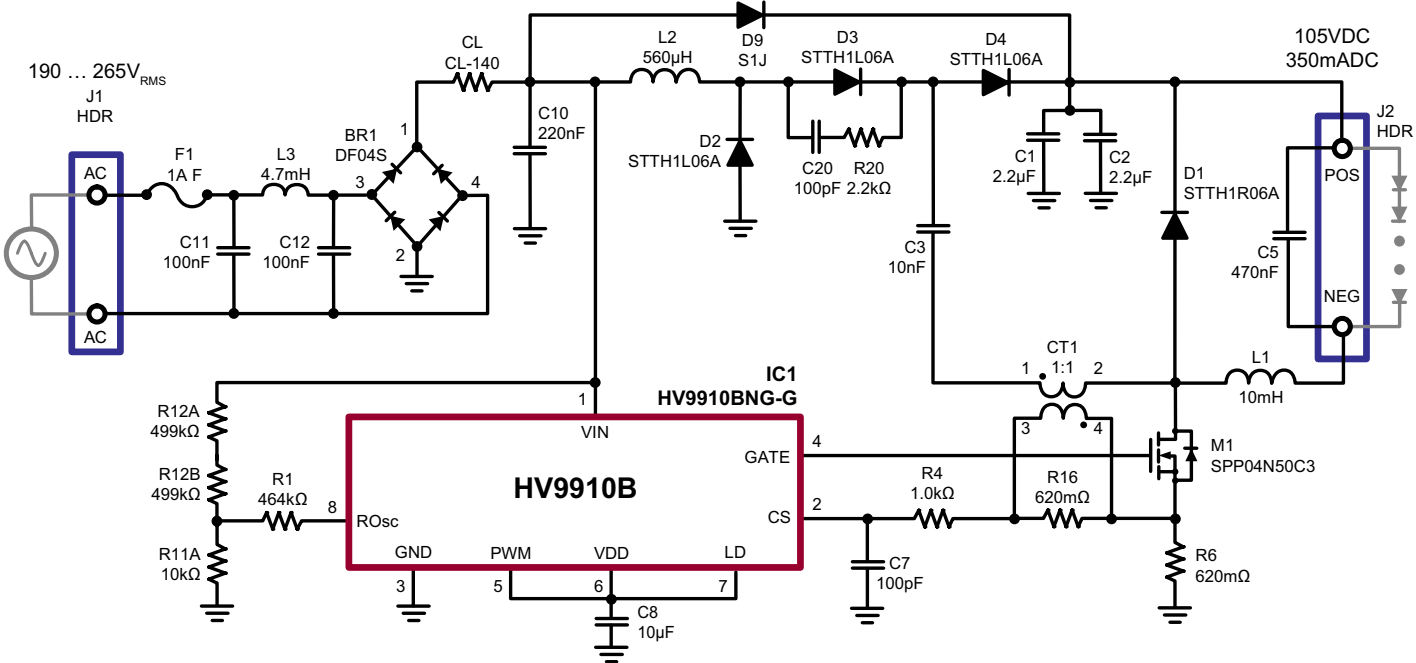 190 ... 265V RMS
J1
HDR
AC
AC
F1
1A F
L3
4.7mH
C11
100nF
C12
100nF
BR1
DF04S
1
3
4
2
CL
CL-140
C10
220nF
L2
560µH
D9
S1J
D2
STTH1L06A
D3
STTH1L06A
C20
100pF
R20
2.2kΩ
D4
STTH1L06A
C3
10nF
C1
2.2µF
C2
2.2µF
D1
STTH1R06A
105VDC
350mADC
J2
HDR
POS
NEG
C5
470nF
L1
10mH
CT1
1:1
1
2
3
4
IC1
HV9910BNG-G
1
VIN
R12A
499kΩ
R12B
499kΩ
R1
464kΩ
8
ROsc
R11A
10kΩ
HV9910B
GATE
4
CS
2
GND
PWM
VDD
LD
3
5
6
7
C8
10µF
R4
1.0kΩ
R16
620mΩ
C7
100pF
M1
SPP04N50C3
R6
620mΩ